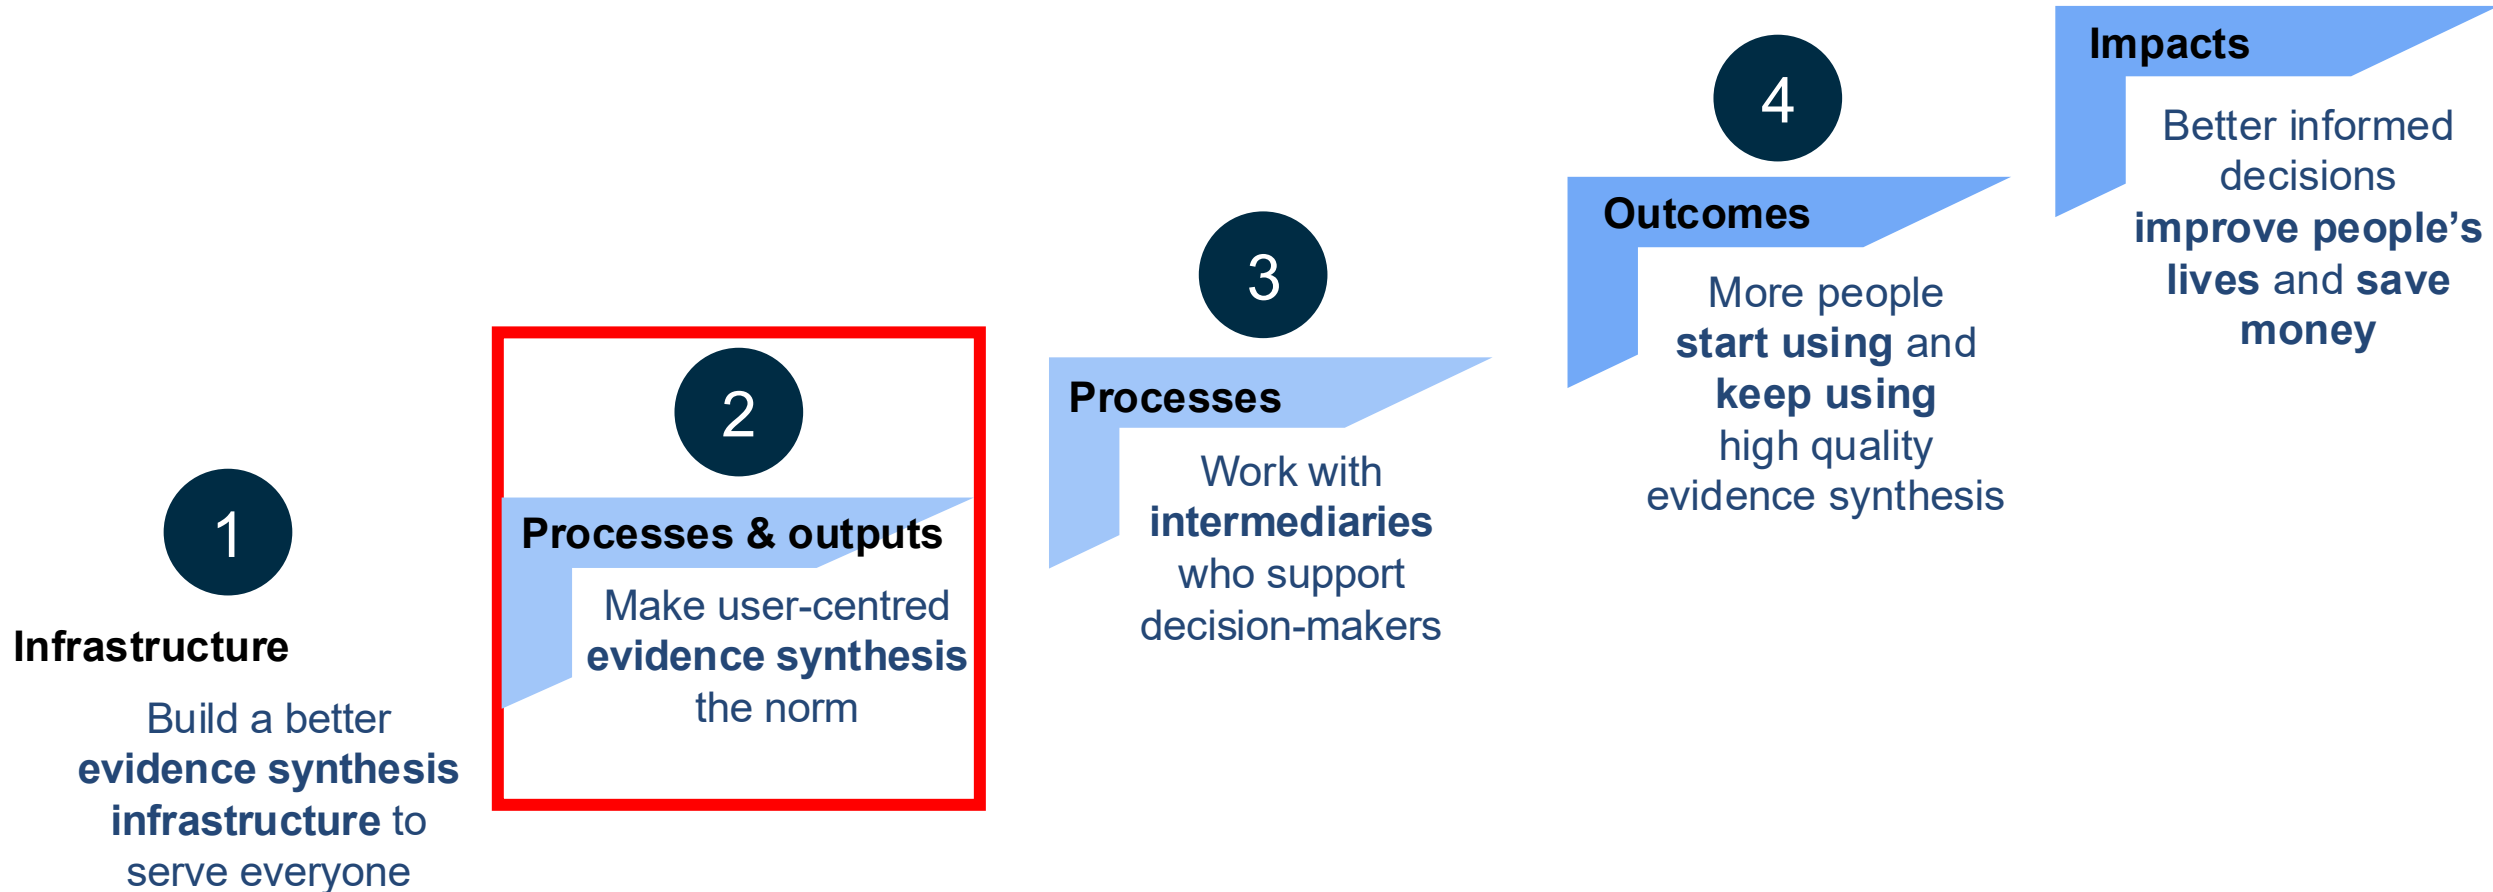 1
Infrastructure
Build a better
evidence synthesis
infrastructure to
serve everyone
2
Processes & outputs
Make user-centred
evidence synthesis
the norm
3
Processes
Work with
intermediaries
who support
decision-makers
4
Outcomes
More people
start using and
keep using
high quality
evidence synthesis
Impacts
Better informed
decisions
improve people’s
lives and save
money